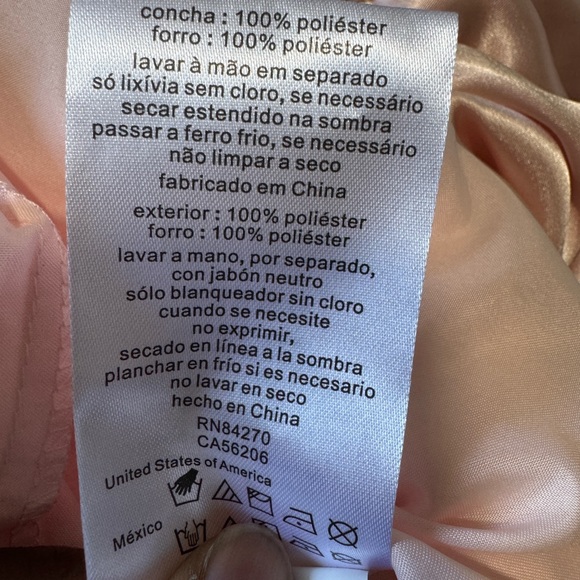 concha : 100% poliéster
forro : 100% poliéster
lavar à mão em separado
só lixívia sem cloro, se necessário
secar estendido na sombra
passar a ferro frio, se necessário
não limpar a seco
fabricado em China
exterior : 100% poliéster
forro : 100% poliéster
lavar a mano, por separado,
con jabón neutro
sólo blanqueador sin cloro
cuando se necesite
no exprimir,
secado en línea a la sombra
planchar en frío si es necesario
no lavar en seco
hecho en China
RN84270
CA56206
United States of America
México